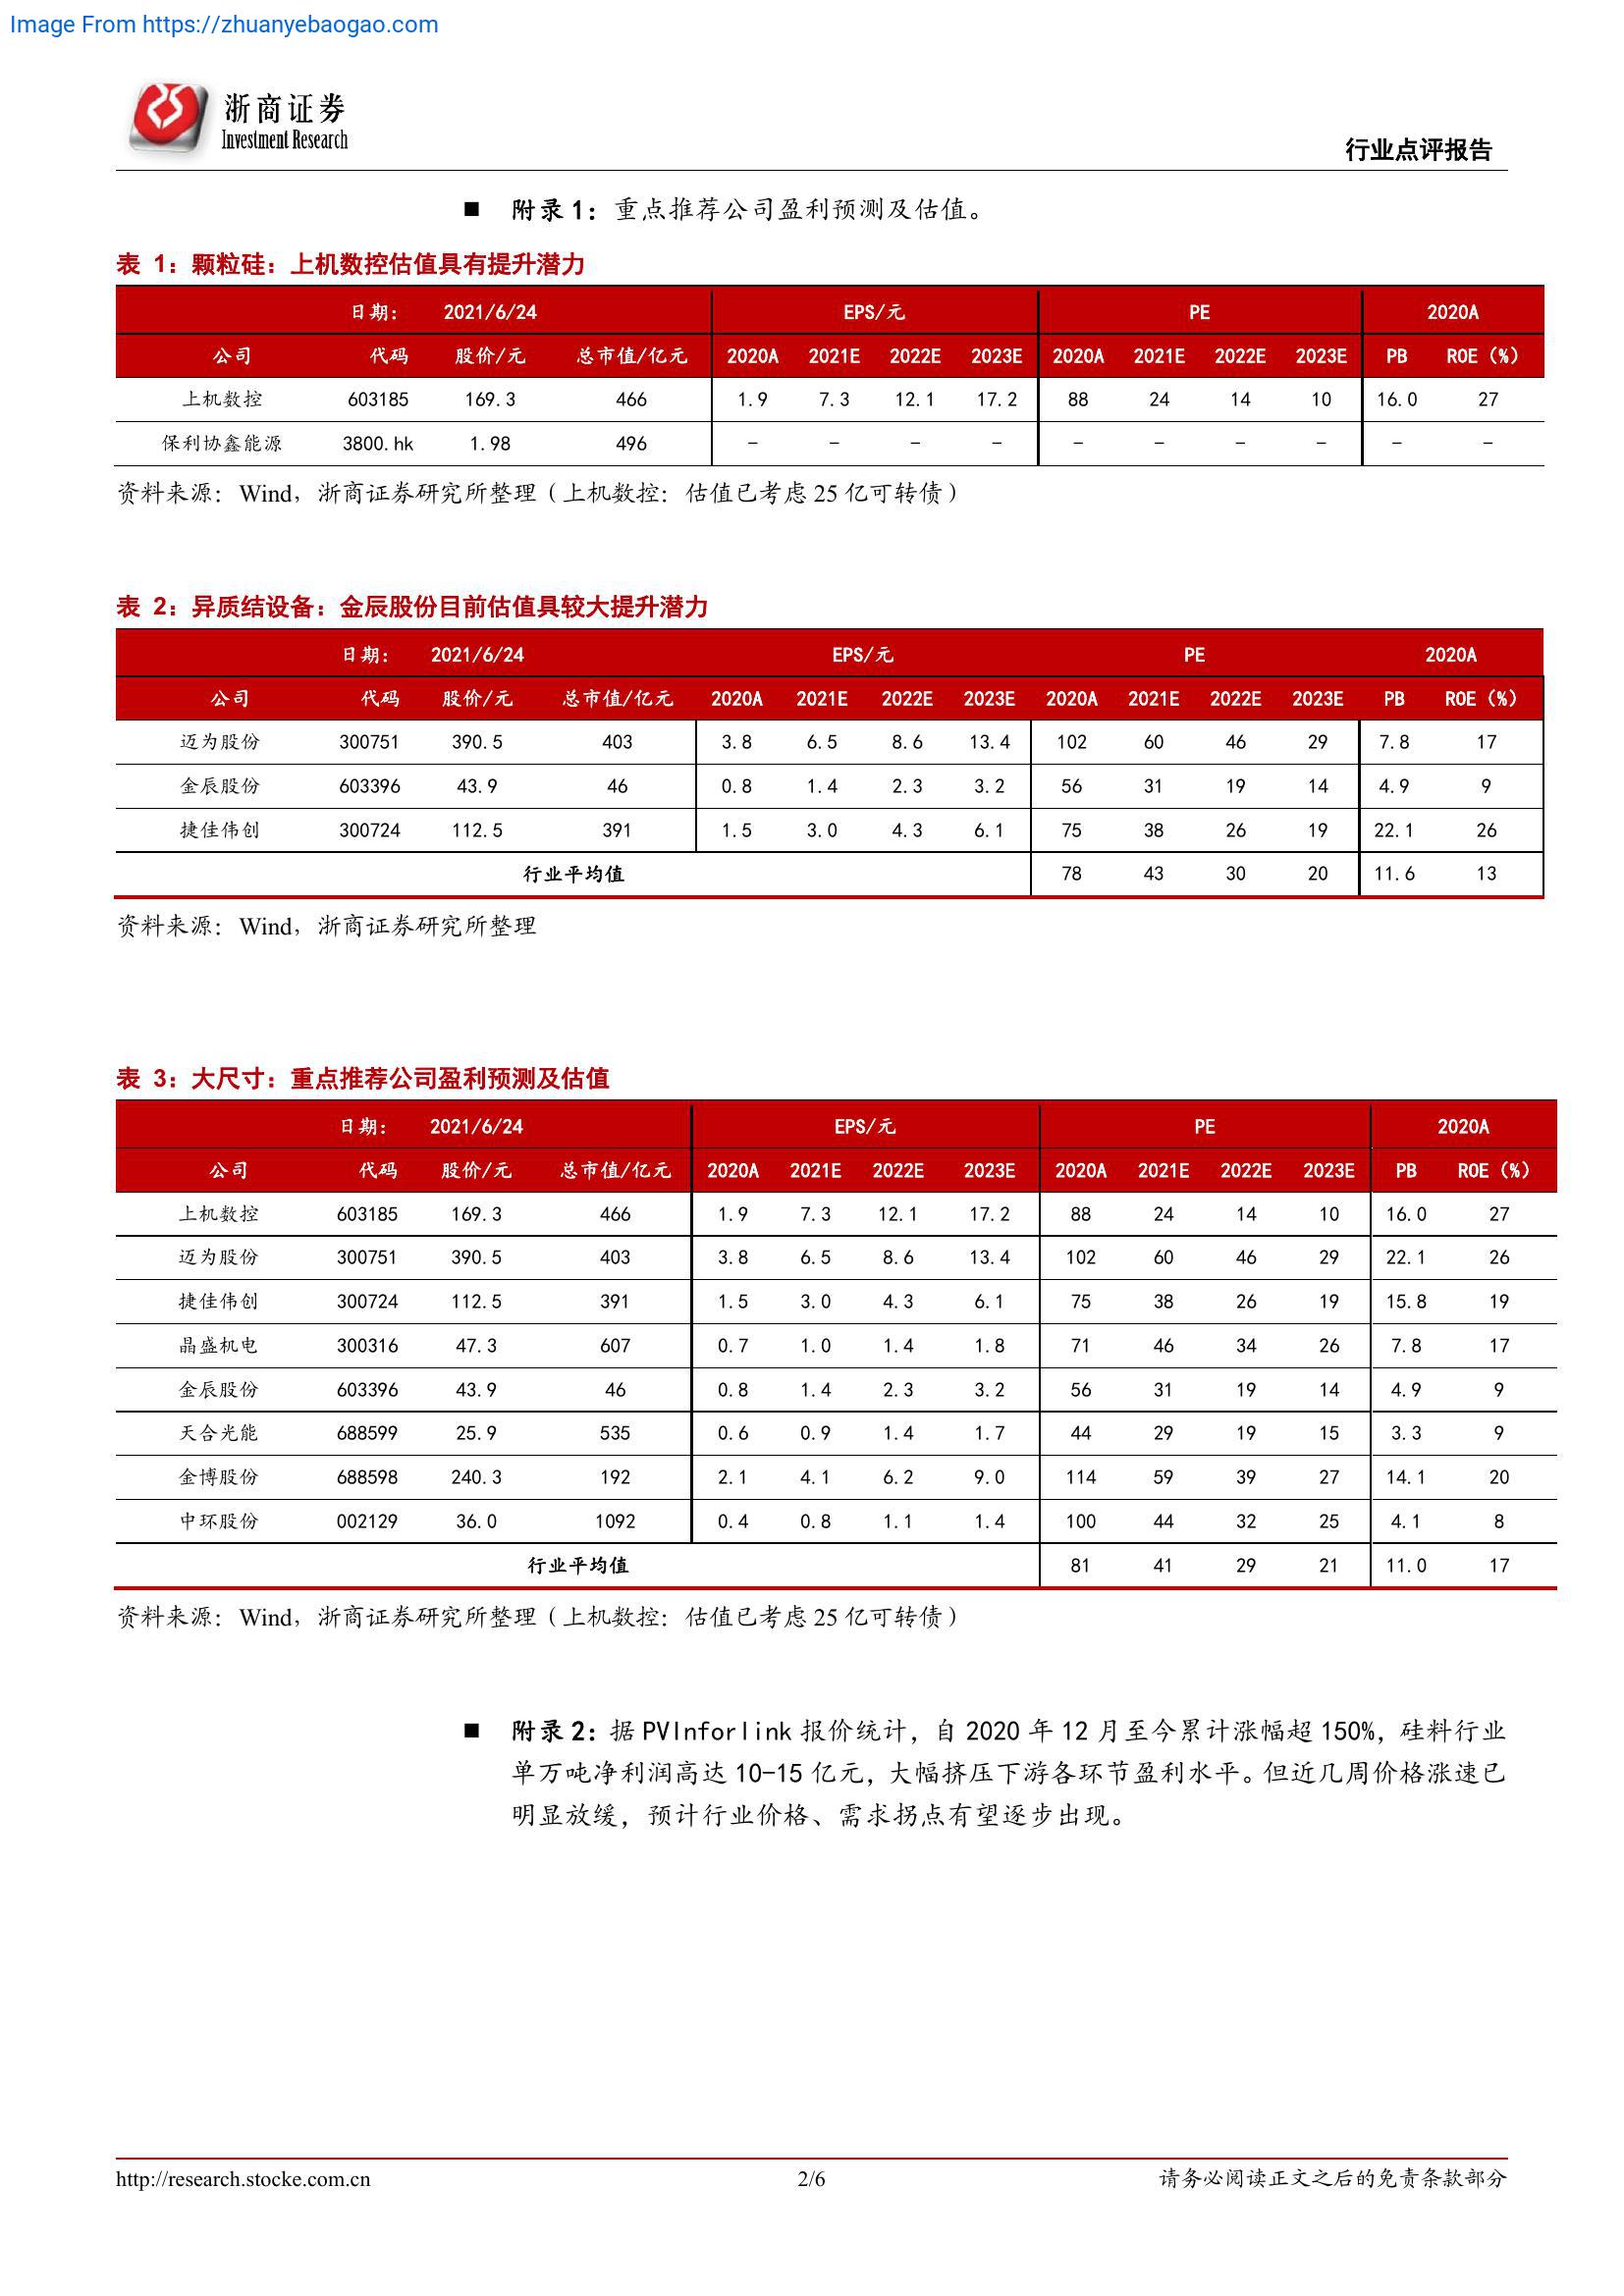 Image From https://zhuanyebaogao.com
浙商证券
Investment Research
行业点评报告
■ 附录 1：重点推荐公司盈利预测及估值。
表 1：颗粒硅：上机数控估值具有提升潜力
日期： 2021/6/24 EPS/元 PE 2020A
公司 代码 股价/元 总市值/亿元 2020A 2021E 2022E 2023E 2020A 2021E 2022E 2023E PB ROE（%）
上机数控 603185 169.3 466 1.9 7.3 12.1 17.2 88 24 14 10 16.0 27
保利协鑫能源 3800.hk 1.98 496 - - - - - - - - - -
资料来源：Wind，浙商证券研究所整理（上机数控：估值已考虑 25 亿可转债）
表 2：异质结设备：金辰股份目前估值具较大提升潜力
日期： 2021/6/24 EPS/元 PE 2020A
公司 代码 股价/元 总市值/亿元 2020A 2021E 2022E 2023E 2020A 2021E 2022E 2023E PB ROE（%）
迈为股份 300751 390.5 403 3.8 6.5 8.6 13.4 102 60 46 29 7.8 17
金辰股份 603396 43.9 46 0.8 1.4 2.3 3.2 56 31 19 14 4.9 9
捷佳伟创 300724 112.5 391 1.5 3.0 4.3 6.1 75 38 26 19 22.1 26
行业平均值 78 43 30 20 11.6 13
资料来源：Wind，浙商证券研究所整理
表 3：大尺寸：重点推荐公司盈利预测及估值
日期： 2021/6/24 EPS/元 PE 2020A
公司 代码 股价/元 总市值/亿元 2020A 2021E 2022E 2023E 2020A 2021E 2022E 2023E PB ROE（%）
上机数控 603185 169.3 466 1.9 7.3 12.1 17.2 88 24 14 10 16.0 27
迈为股份 300751 390.5 403 3.8 6.5 8.6 13.4 102 60 46 29 22.1 26
捷佳伟创 300724 112.5 391 1.5 3.0 4.3 6.1 75 38 26 19 15.8 19
晶盛机电 300316 47.3 607 0.7 1.0 1.4 1.8 71 46 34 26 7.8 17
金辰股份 603396 43.9 46 0.8 1.4 2.3 3.2 56 31 19 14 4.9 9
天合光能 688599 25.9 535 0.6 0.9 1.4 1.7 44 29 19 15 3.3 9
金博股份 688598 240.3 192 2.1 4.1 6.2 9.0 114 59 39 27 14.1 20
中环股份 002129 36.0 1092 0.4 0.8 1.1 1.4 100 44 32 25 4.1 8
行业平均值 81 41 29 21 11.0 17
资料来源：Wind，浙商证券研究所整理（上机数控：估值已考虑 25 亿可转债）
■ 附录 2：据 PVInforlink 报价统计，自 2020 年 12 月至今累计涨幅超 150%，硅料行业
单万吨净利润高达 10-15 亿元，大幅挤压下游各环节盈利水平。但近几周价格涨速已
明显放缓，预计行业价格、需求拐点有望逐步出现。
http://research.stocke.com.cn 2/6 请务必阅读正文之后的免责条款部分